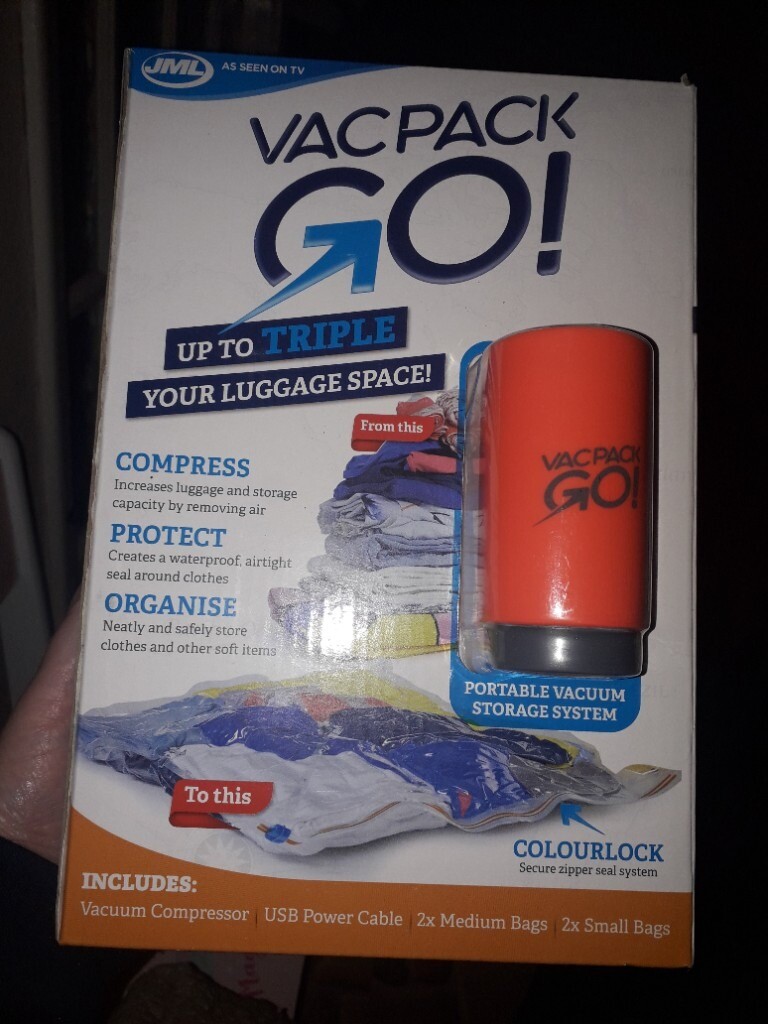 JML
AS SEEN ON TV
VACPACK
GO!
UP TO TRIPLE
YOUR LUGGAGE SPACE!
From this
COMPRESS
Increases luggage and storage
capacity by removing air
PROTECT
Creates a waterproof, airtight
seal around clothes
ORGANISE
Neatly and safely store
clothes and other soft items
VACPACK
GO!
PORTABLE VACUUM
STORAGE SYSTEM
To this
COLOURLOCK
Secure zipper seal system
INCLUDES:
Vacuum Compressor | USB Power Cable | 2x Medium Bags | 2x Small Bags